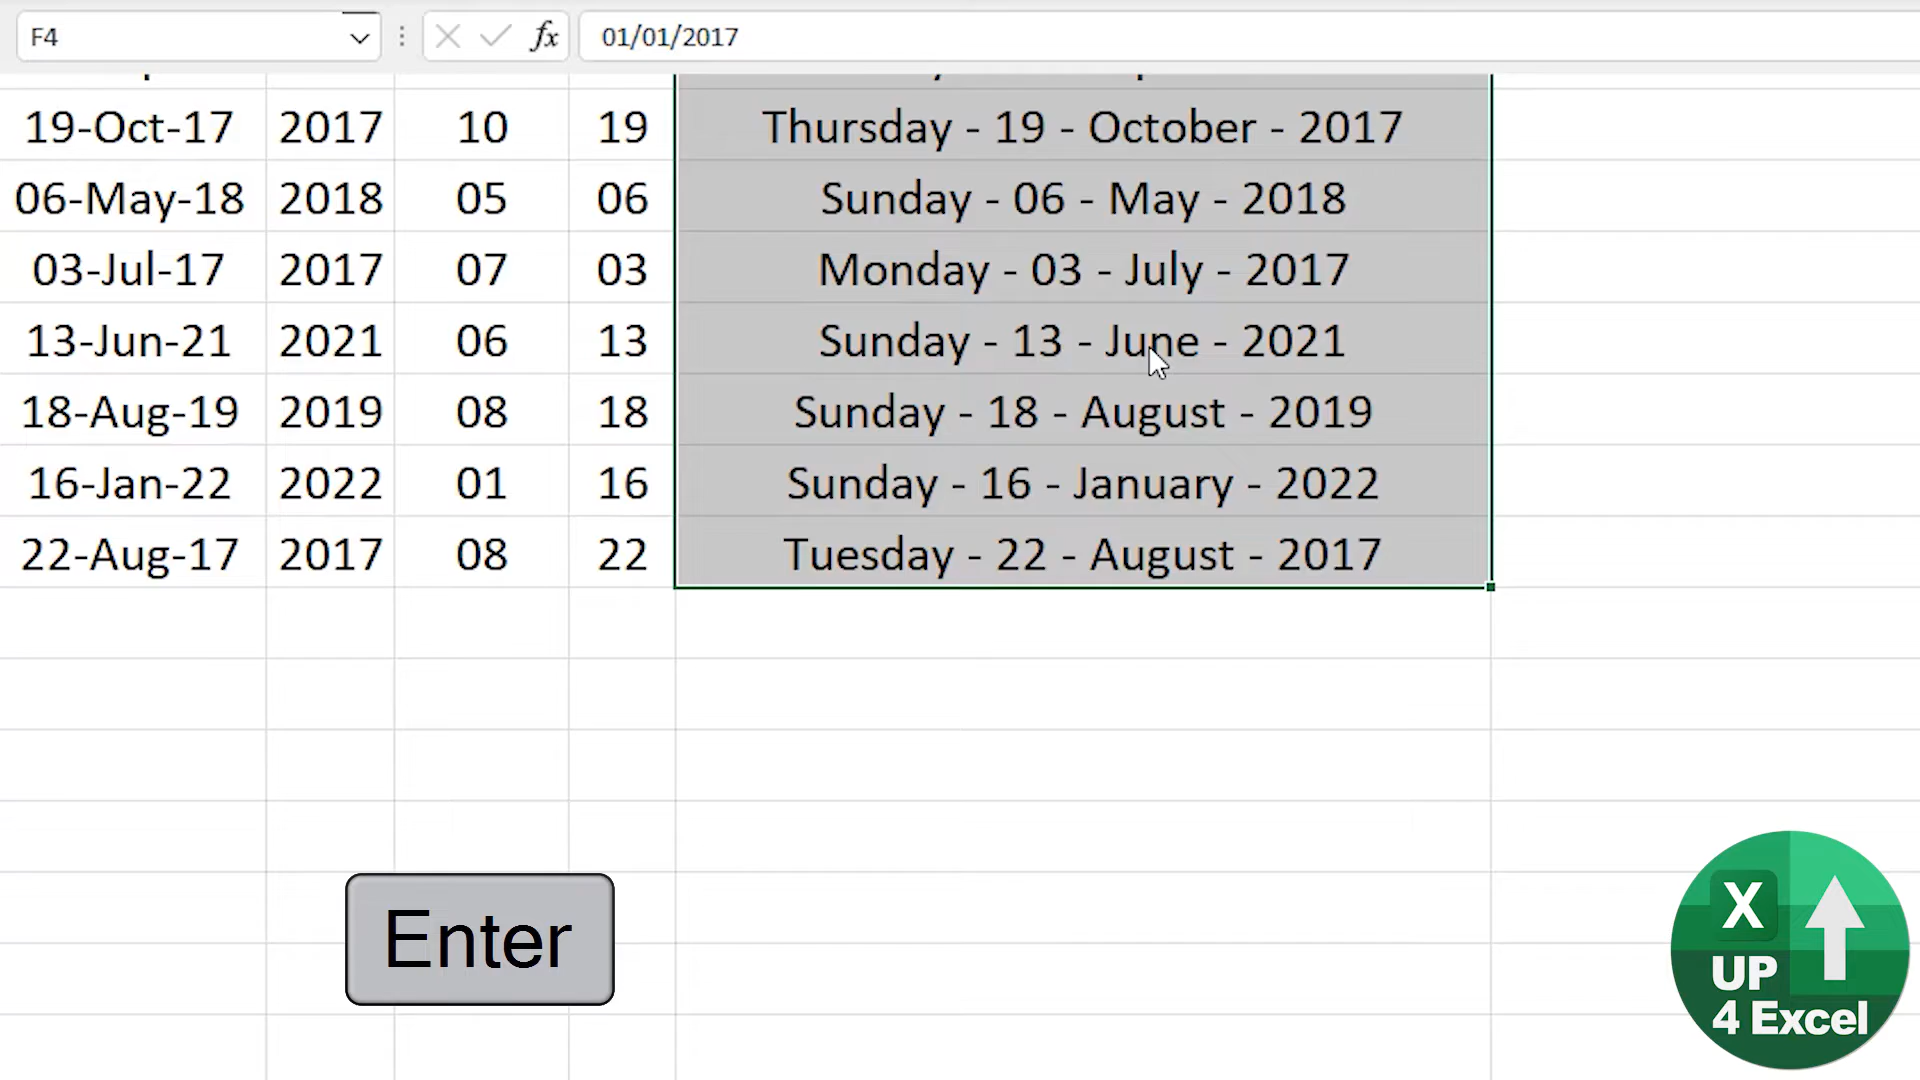 F4 fx 01/01/2017
19-Oct-17 2017 10 19 Thursday - 19 - October - 2017
06-May-18 2018 05 06 Sunday - 06 - May - 2018
03-Jul-17 2017 07 03 Monday - 03 - July - 2017
13-Jun-21 2021 06 13 Sunday - 13 - June - 2021
18-Aug-19 2019 08 18 Sunday - 18 - August - 2019
16-Jan-22 2022 01 16 Sunday - 16 - January - 2022
22-Aug-17 2017 08 22 Tuesday - 22 - August - 2017
Enter
X
UP
4 Excel